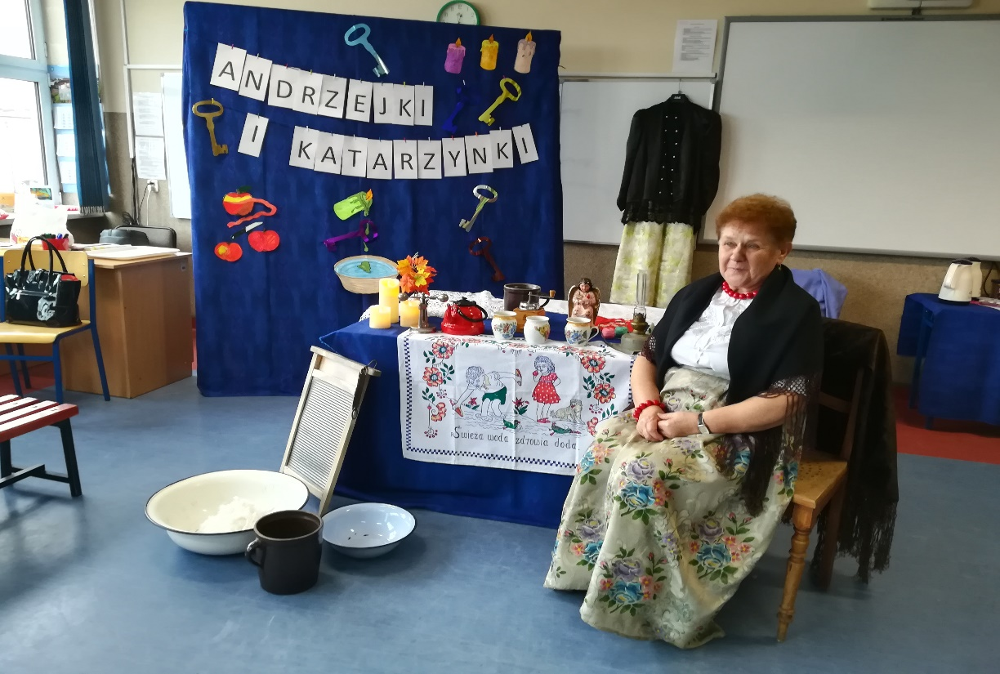 ANDRZEJKI
I KATARZYNKI
Świeża woda zdrowia doda